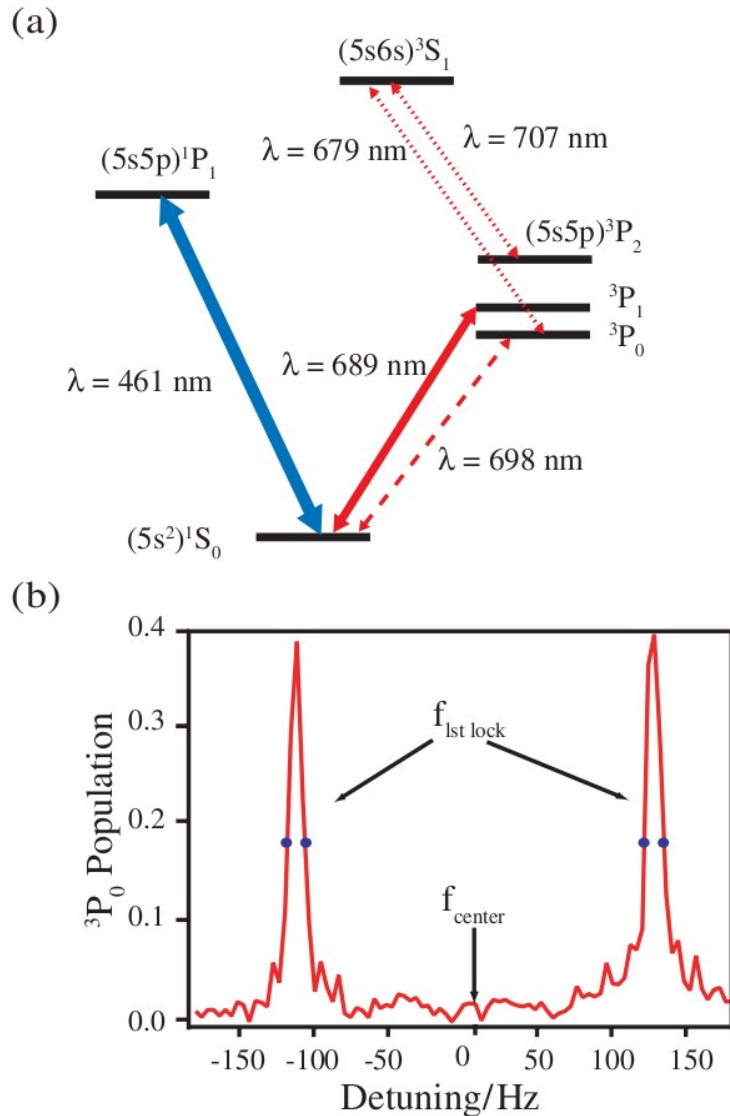 (a)
(5s6s)³S₁
λ = 679 nm
λ = 707 nm
(5s5p)¹P₁
(5s5p)³P₂
³P₁
³P₀
λ = 461 nm
λ = 689 nm
λ = 698 nm
(5s²)¹S₀
(b)
0.4
0.3
0.2
0.1
0.0
³P₀ Population
f_lst lock
f_center
-150 -100 -50 0 50 100 150
Detuning/Hz